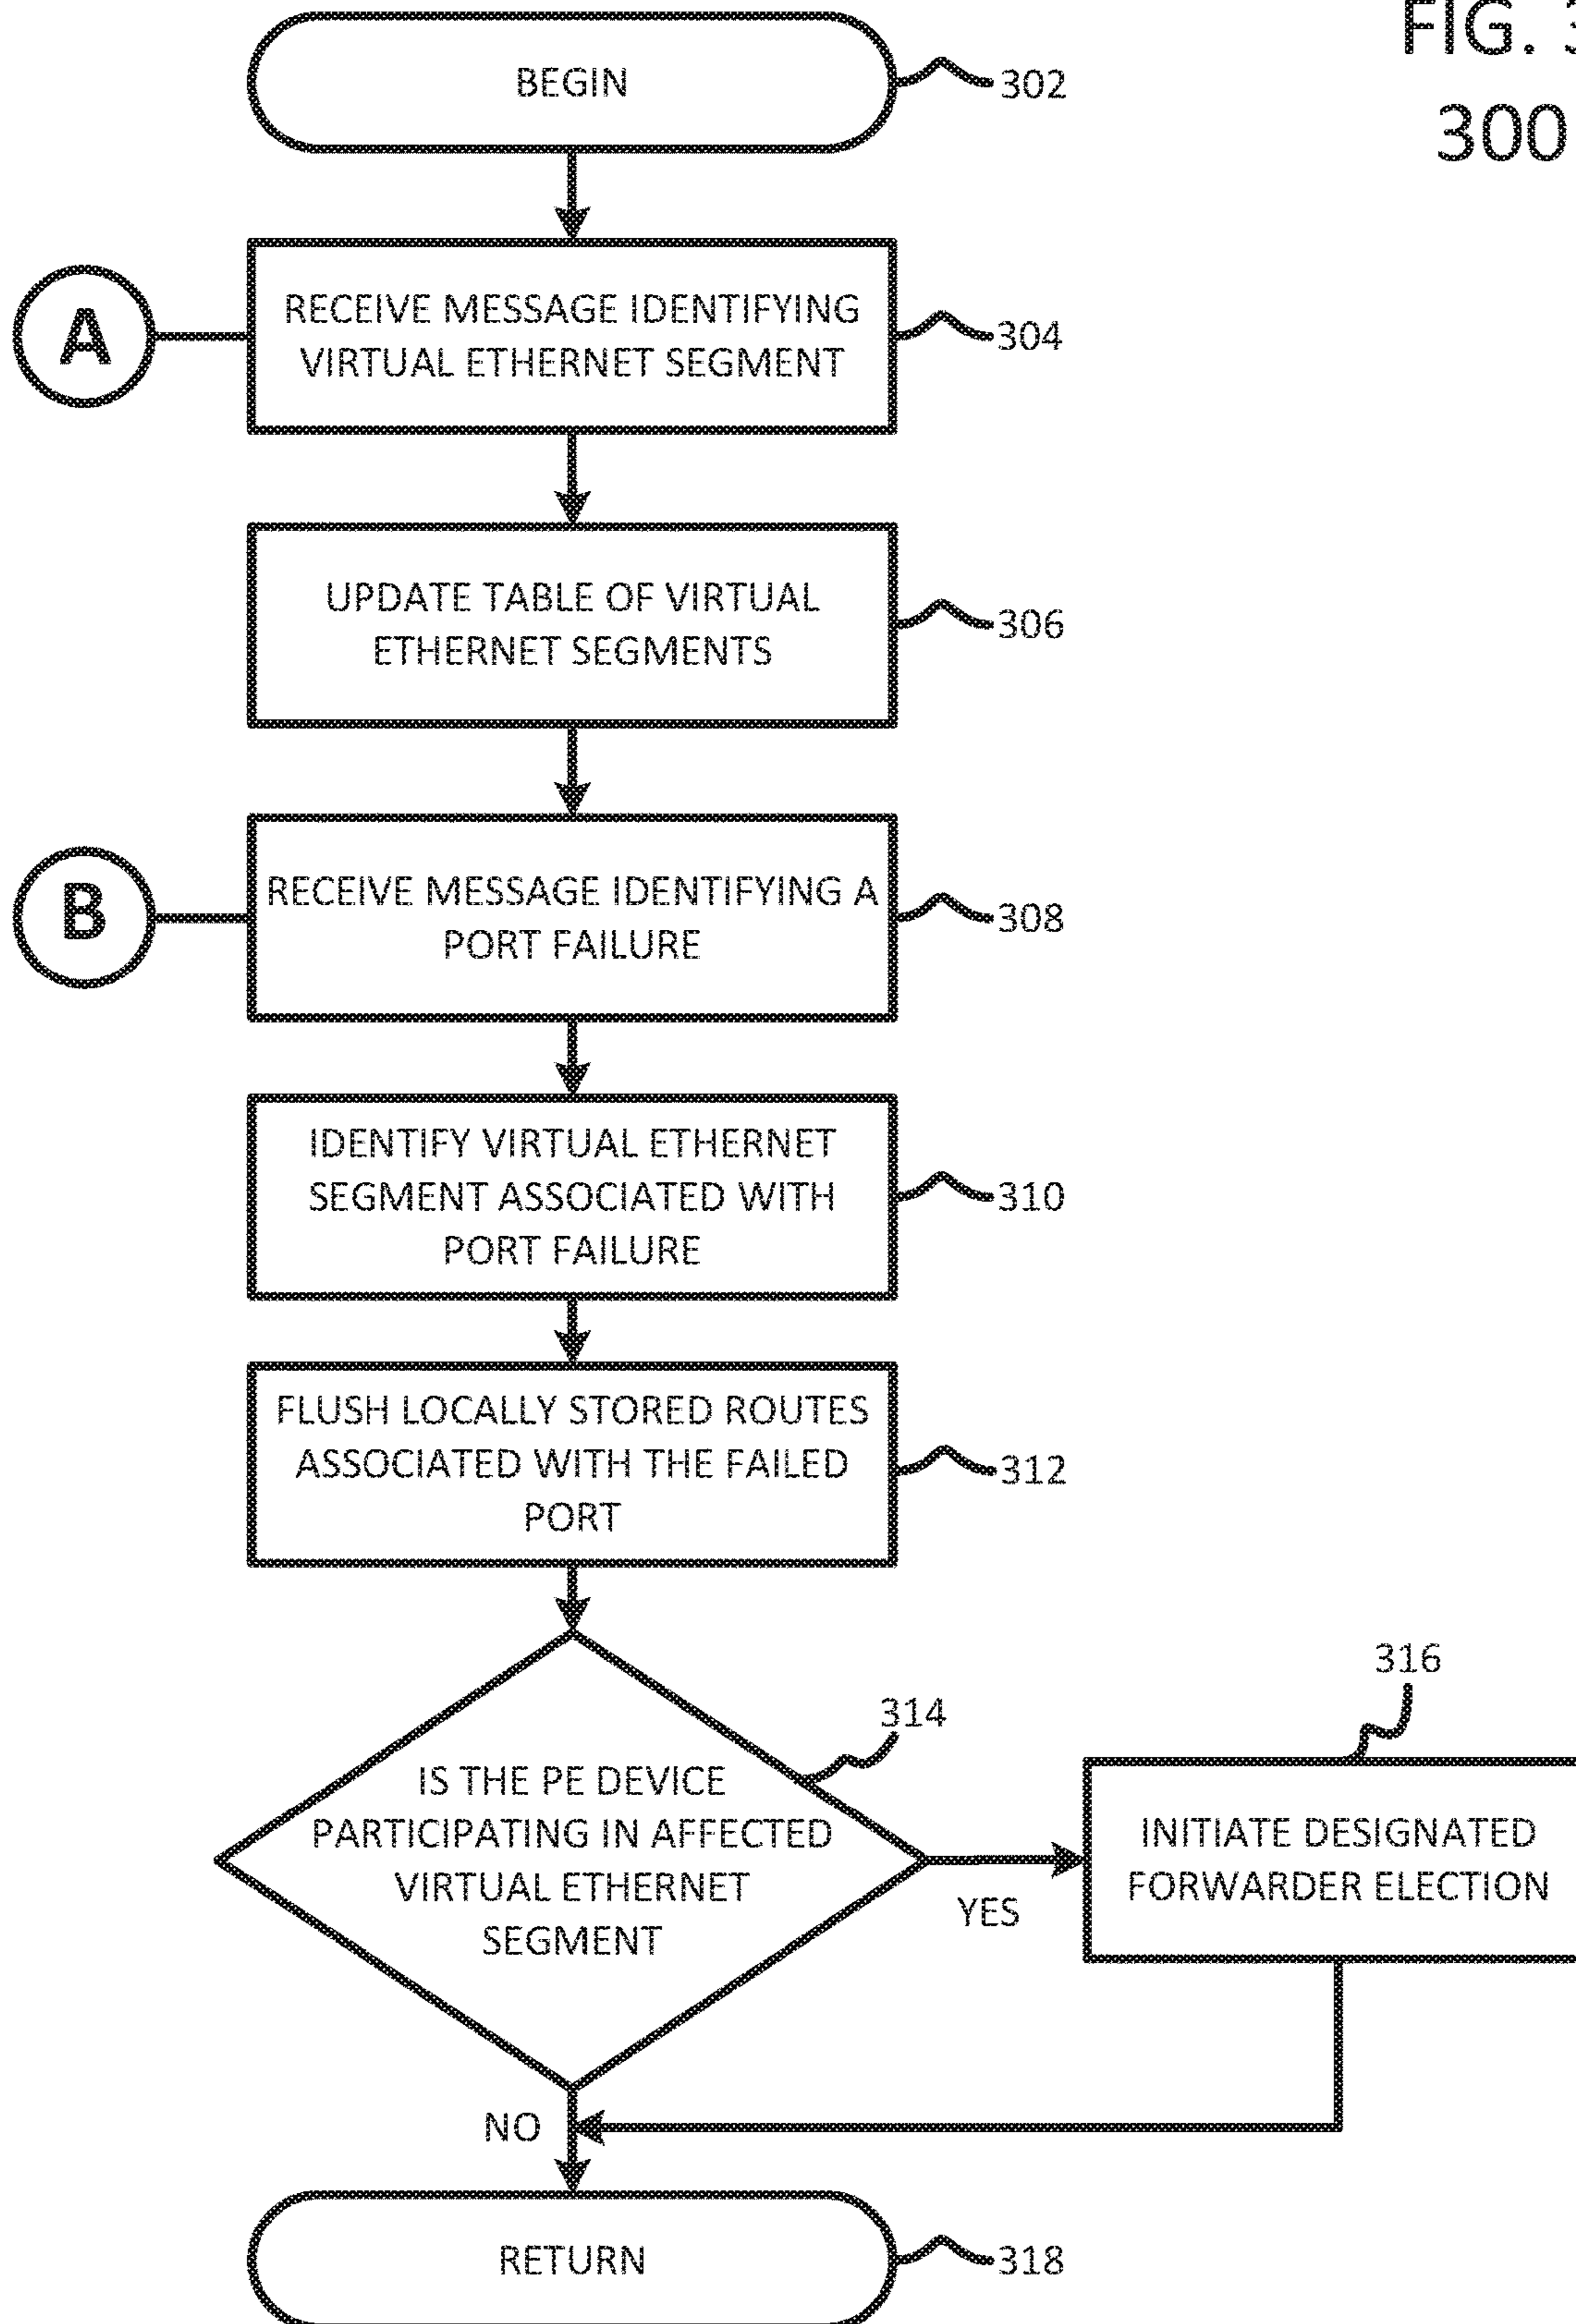 FIG. 3
300
BEGIN
302
A
RECEIVE MESSAGE IDENTIFYING
VIRTUAL ETHERNET SEGMENT
304
UPDATE TABLE OF VIRTUAL
ETHERNET SEGMENTS
306
B
RECEIVE MESSAGE IDENTIFYING A
PORT FAILURE
308
IDENTIFY VIRTUAL ETHERNET
SEGMENT ASSOCIATED WITH
PORT FAILURE
310
FLUSH LOCALLY STORED ROUTES
ASSOCIATED WITH THE FAILED
PORT
312
314
IS THE PE DEVICE
PARTICIPATING IN AFFECTED
VIRTUAL ETHERNET
SEGMENT
YES
316
INITIATE DESIGNATED
FORWARDER ELECTION
NO
RETURN
318